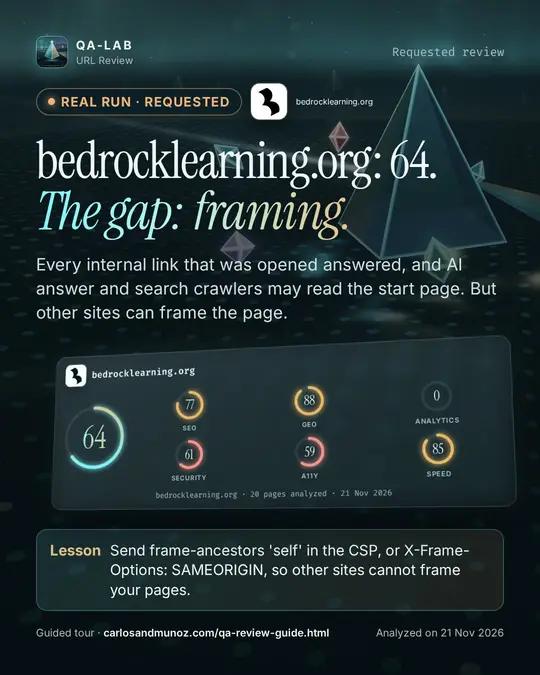 QA-LAB
URL Review
Requested review
REAL RUN · REQUESTED
bedrocklearning.org
bedrocklearning.org: 64.
The gap: framing.
Every internal link that was opened answered, and AI
answer and search crawlers may read the start page. But
other sites can frame the page.
bedrocklearning.org
64
77
SEO
88
GEO
0
ANALYTICS
61
SECURITY
59
A11Y
85
SPEED
bedrocklearning.org · 20 pages analyzed · 21 Nov 2026
Lesson
Send frame-ancestors 'self' in the CSP, or X-Frame-
Options: SAMEORIGIN, so other sites cannot frame
your pages.
Guided tour · carlosandmunoz.com/qa-review-guide.html
Analyzed on 21 Nov 2026